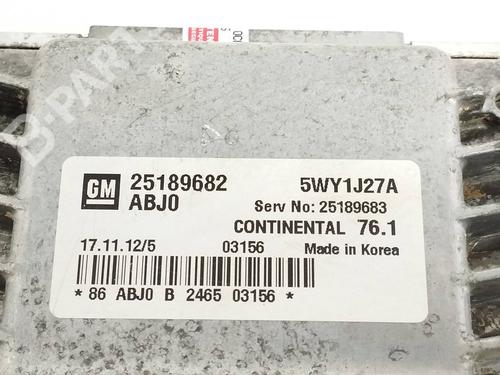 GM 25189682 5WY1J27A
ABJ0 Serv No: 25189683
CONTINENTAL 76.1
17.11.12/5 03156 Made in Korea
* 86 ABJ0 B 2465 03156 *
B-PARTS